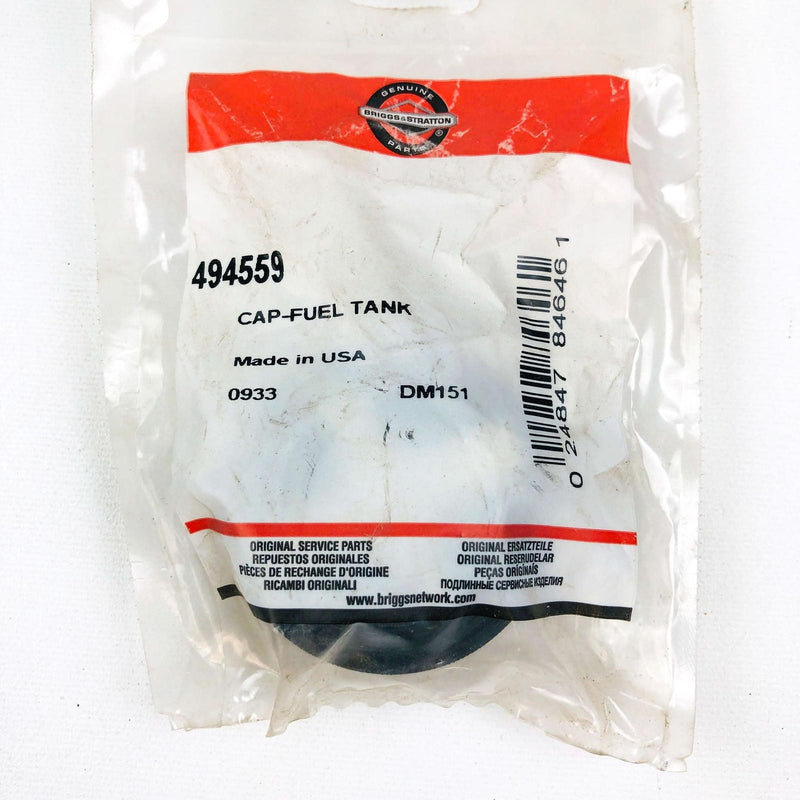 GENUINE
BRIGGS & STRATTON
PARTS
®
494559
CAP-FUEL TANK
Made in USA
0933 DM151
0 24847 84646 1
ORIGINAL SERVICE PARTS
REPUESTOS ORIGINALES
PIÈCES DE RECHANGE D'ORIGINE
RICAMBI ORIGINALI
ORIGINAL ERSATZTEILE
ORIGINAL RESERUDELAR
PEÇAS ORIGINAIS
ПОДЛИННЫЕ СЕРВИСНЫЕ ИЗДЕЛИЯ
www.briggsnetwork.com